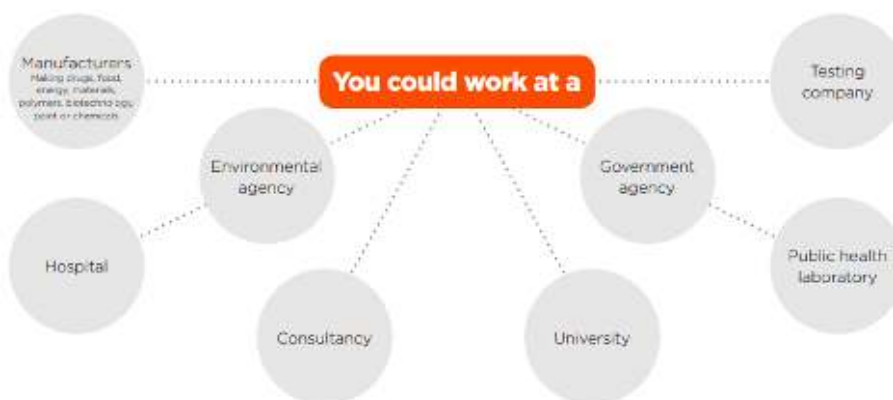 You could work at a
Manufacturers
Making drugs, food,
energy, materials,
polymers, biotechnology,
paint or chemicals
Testing
company
Environmental
agency
Government
agency
Hospital
Public health
laboratory
Consultancy
University